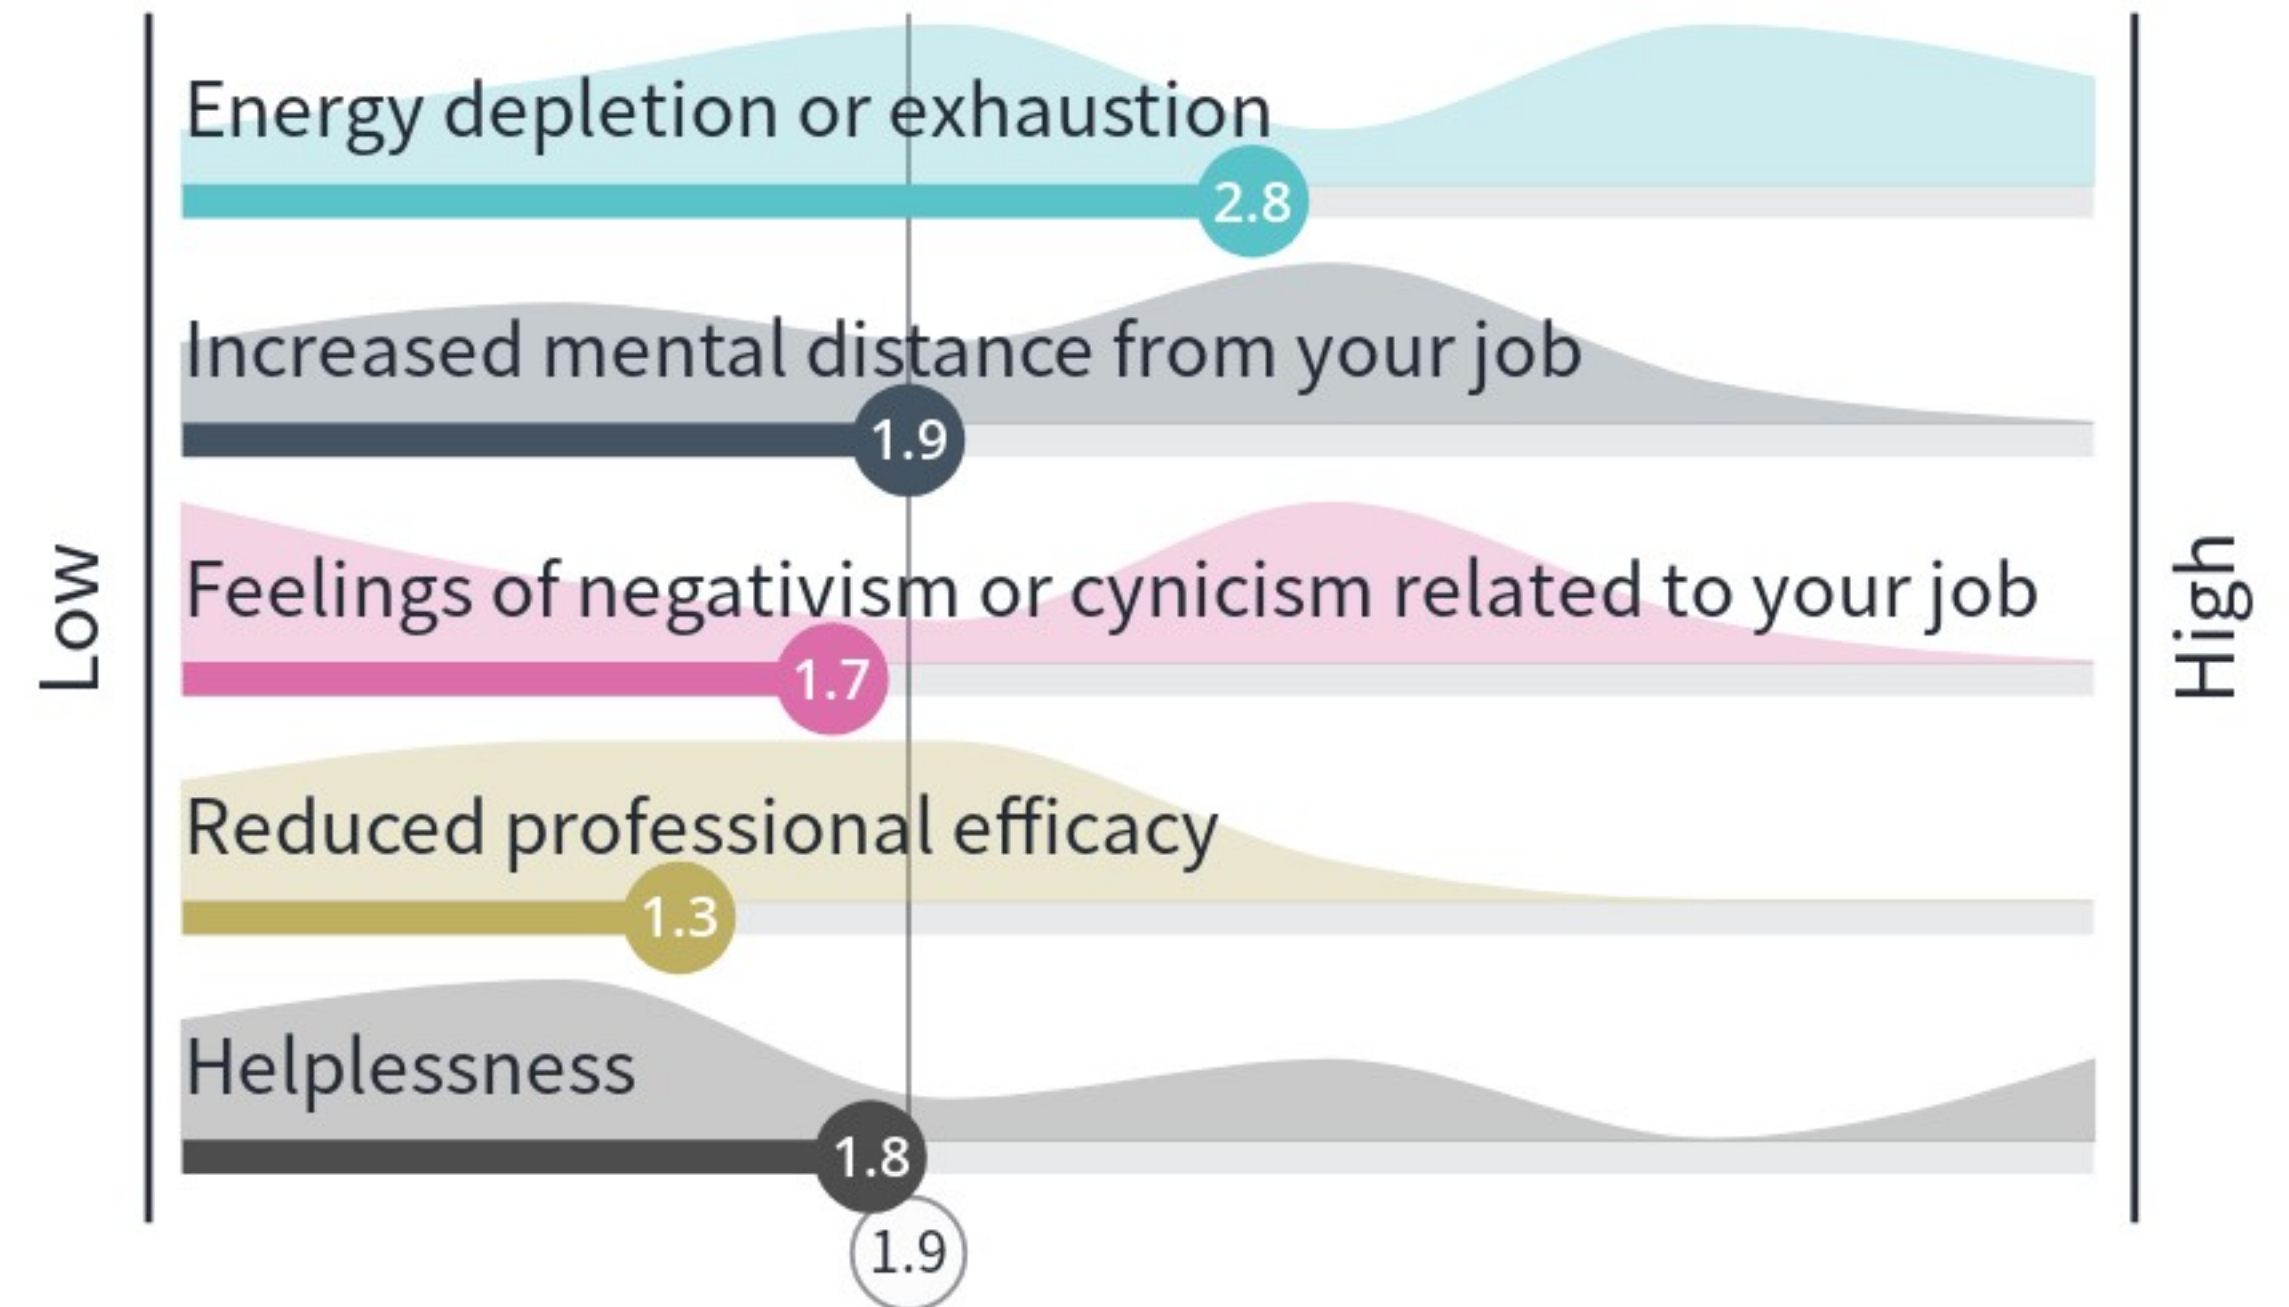 Energy depletion or exhaustion
2.8
Increased mental distance from your job
1.9
Low
Feelings of negativism or cynicism related to your job
High
1.7
Reduced professional efficacy
1.3
Helplessness
1.8
1.9